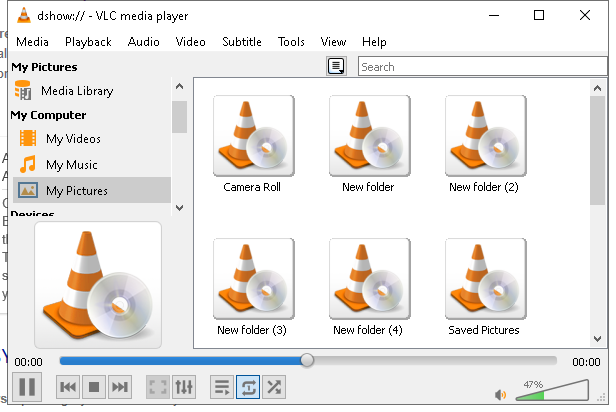 dshow:// - VLC media player
Media Playback Audio Video Subtitle Tools View Help
My Pictures
Search
Media Library
My Computer
My Videos
My Music
My Pictures
Devices
Camera Roll New folder New folder (2)
New folder (3) New folder (4) Saved Pictures
00:00 00:00
47%